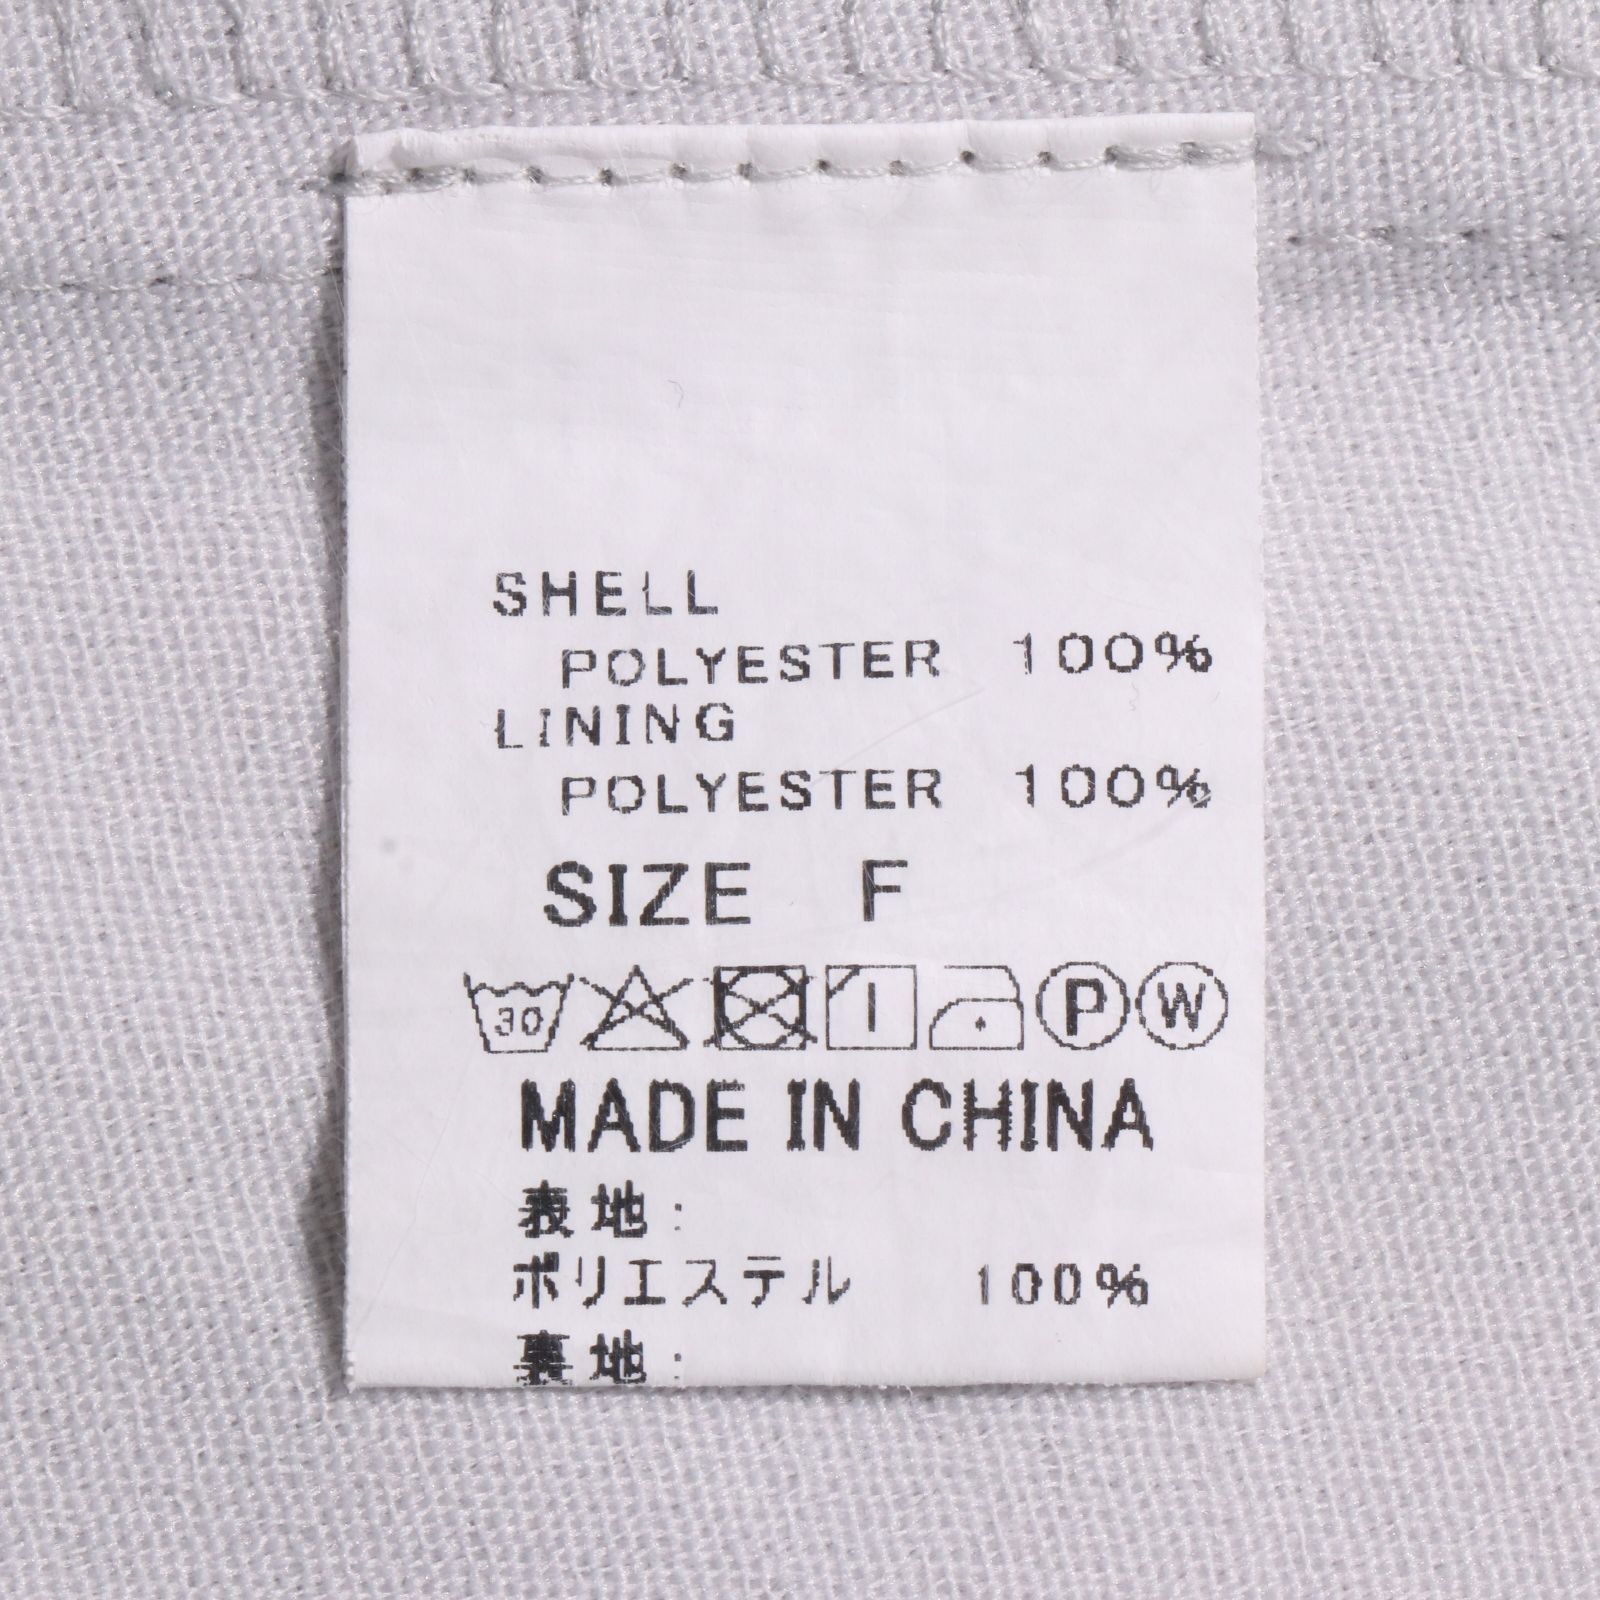 SHELL
POLYESTER 100%
LINING
POLYESTER 100%
SIZE F
30 P W
MADE IN CHINA
表地:
ポリエステル 100%
裏地: